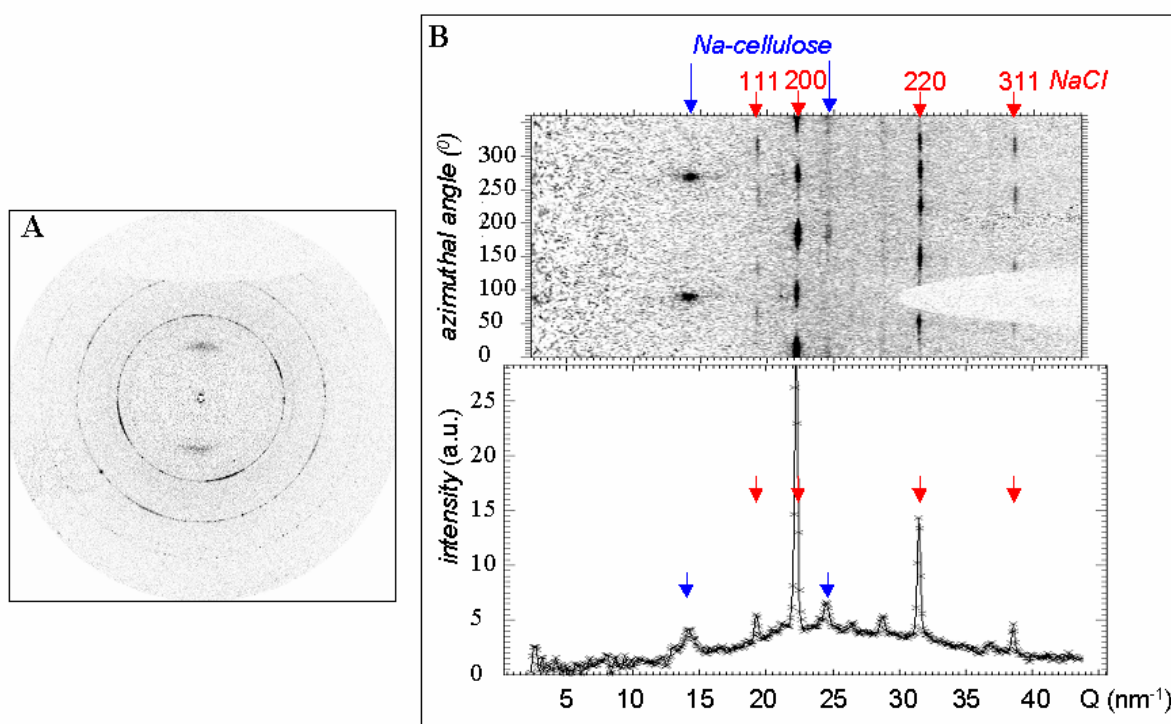 A
B
Na-cellulose
111 200 220 311 NaCl
azimuthal angle (⁰)
300
250
200
150
100
50
0
intensity (a.u.)
25
20
15
10
5
0
5 10 15 20 25 30 35 40 Q (nm⁻¹)